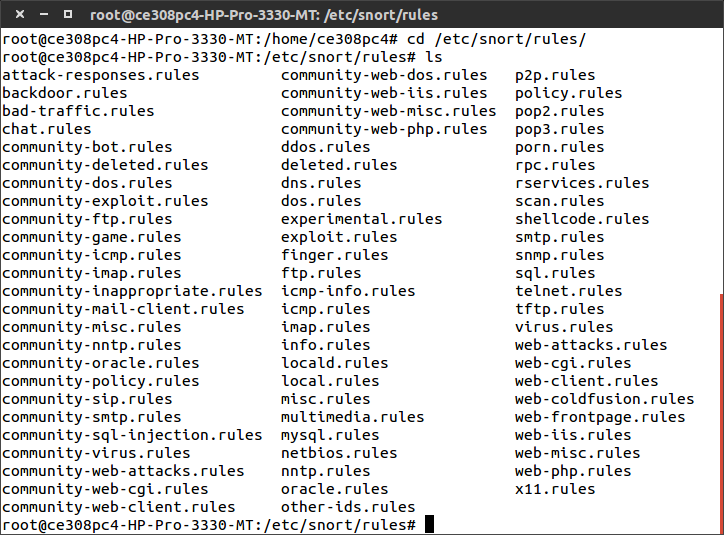 root@ce308pc4-HP-Pro-3330-MT: /etc/snort/rules
root@ce308pc4-HP-Pro-3330-MT:/home/ce308pc4# cd /etc/snort/rules/
root@ce308pc4-HP-Pro-3330-MT:/etc/snort/rules# ls
attack-responses.rules community-web-dos.rules p2p.rules
backdoor.rules community-web-iis.rules policy.rules
bad-traffic.rules community-web-misc.rules pop2.rules
chat.rules community-web-php.rules pop3.rules
community-bot.rules ddos.rules porn.rules
community-deleted.rules deleted.rules rpc.rules
community-dos.rules dns.rules rservices.rules
community-exploit.rules dos.rules scan.rules
community-ftp.rules experimental.rules shellcode.rules
community-game.rules exploit.rules smtp.rules
community-icmp.rules finger.rules snmp.rules
community-imap.rules ftp.rules sql.rules
community-inappropriate.rules icmp-info.rules telnet.rules
community-mail-client.rules icmp.rules tftp.rules
community-misc.rules imap.rules virus.rules
community-nntp.rules info.rules web-attacks.rules
community-oracle.rules locald.rules web-cgi.rules
community-policy.rules local.rules web-client.rules
community-sip.rules misc.rules web-coldfusion.rules
community-smtp.rules multimedia.rules web-frontpage.rules
community-sql-injection.rules mysql.rules web-iis.rules
community-virus.rules netbios.rules web-misc.rules
community-web-attacks.rules nntp.rules web-php.rules
community-web-cgi.rules oracle.rules x11.rules
community-web-client.rules other-ids.rules
root@ce308pc4-HP-Pro-3330-MT:/etc/snort/rules#